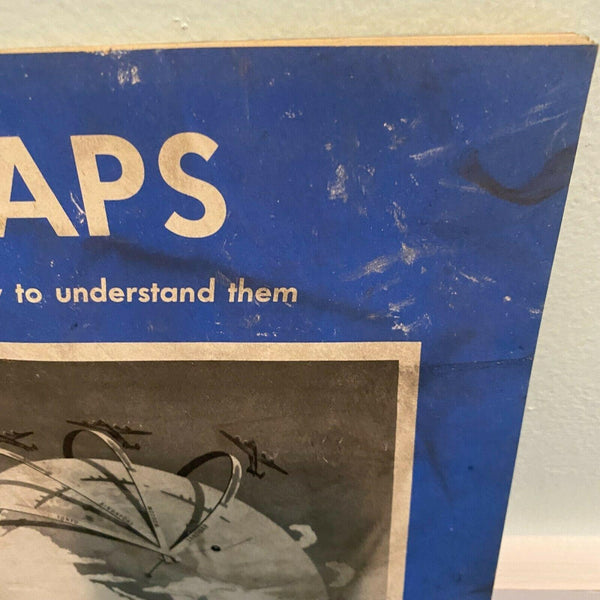 APS
to understand them